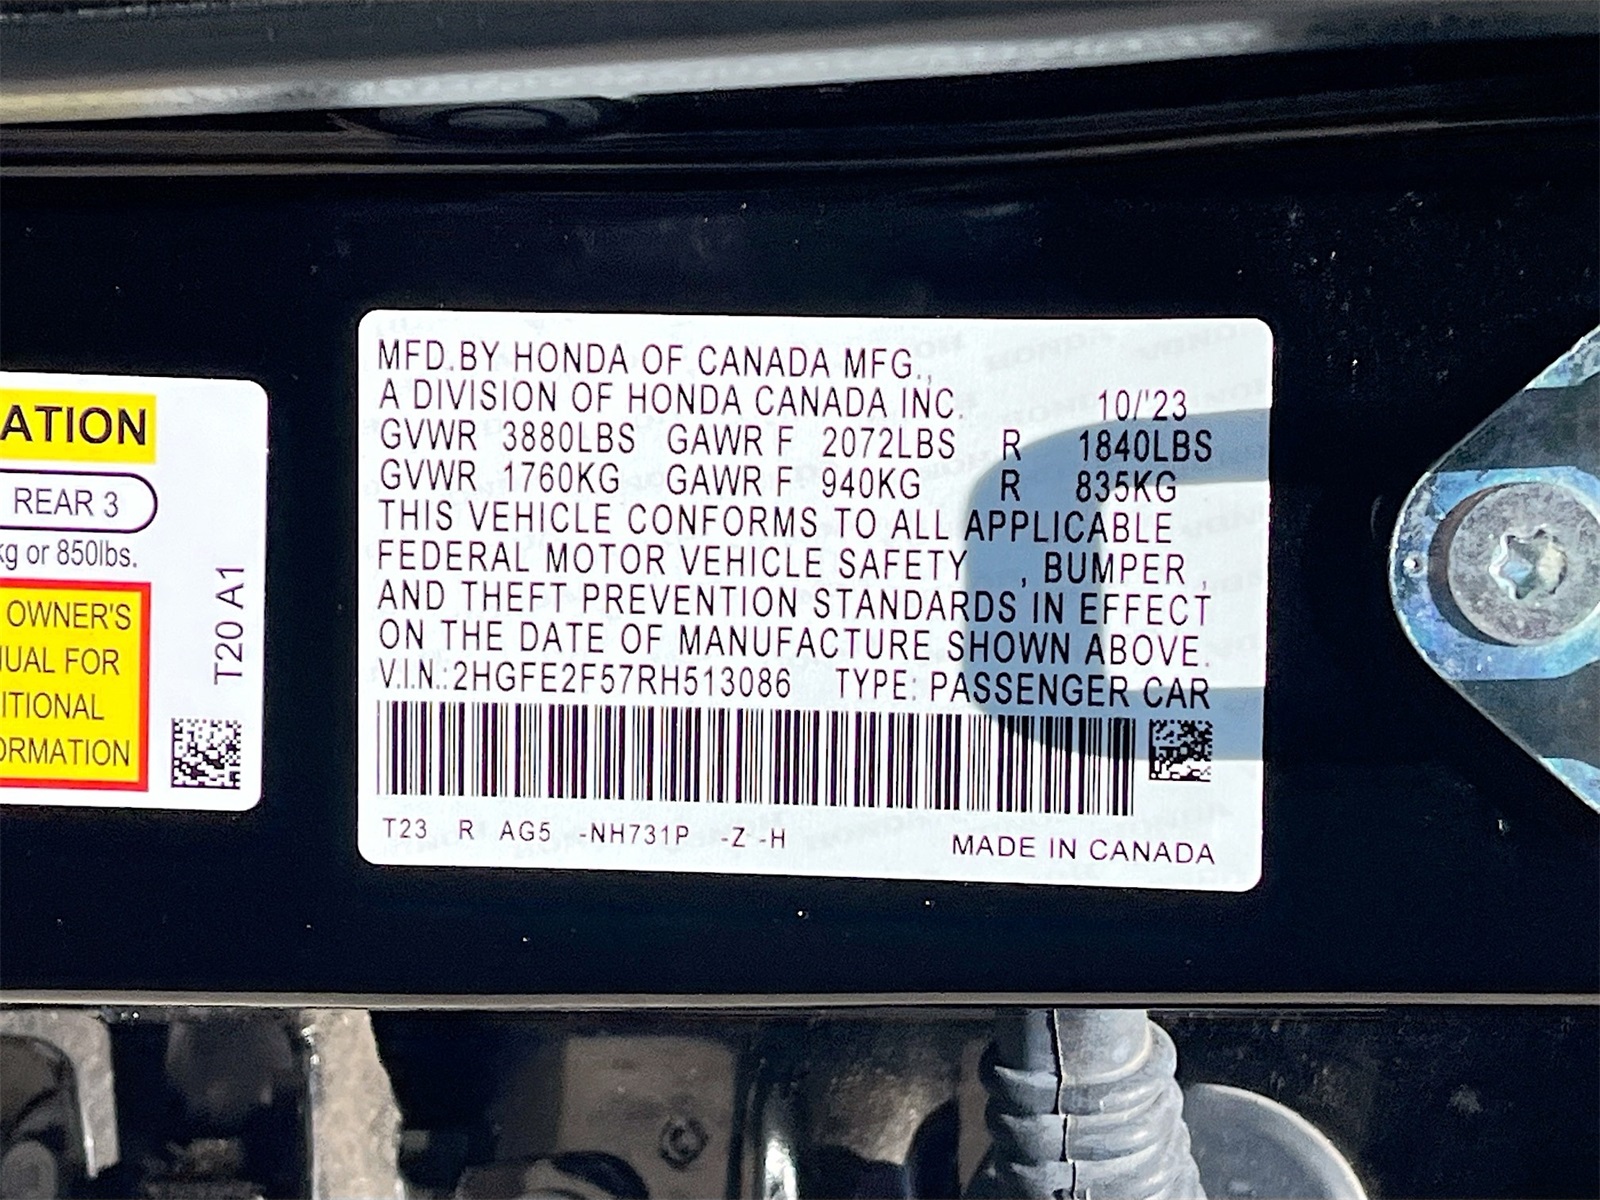 ATION
REAR 3
kg or 850lbs.
OWNER'S
UAL FOR
ITIONAL
ORMATION
T20 A1
MFD.BY HONDA OF CANADA MFG.,
A DIVISION OF HONDA CANADA INC. 10/'23
GVWR 3880LBS GAWR F 2072LBS R 1840LBS
GVWR 1760KG GAWR F 940KG R 835KG
THIS VEHICLE CONFORMS TO ALL APPLICABLE
FEDERAL MOTOR VEHICLE SAFETY , BUMPER ,
AND THEFT PREVENTION STANDARDS IN EFFECT
ON THE DATE OF MANUFACTURE SHOWN ABOVE.
V.I.N.:2HGFE2F57RH513086 TYPE: PASSENGER CAR
T23 R AG5 -NH731P -Z -H MADE IN CANADA